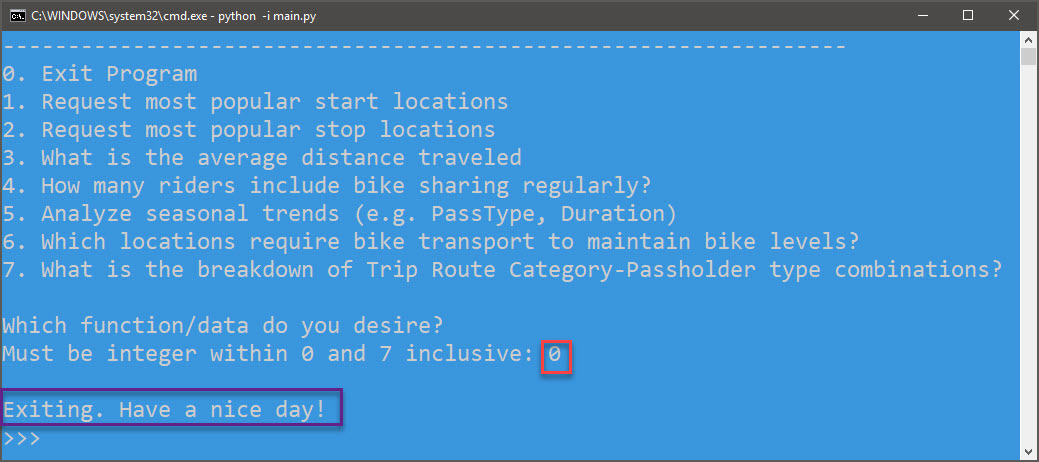 C:\WINDOWS\system32\cmd.exe - python  -i main.py
-----------------------------------------------------------------
0. Exit Program
1. Request most popular start locations
2. Request most popular stop locations
3. What is the average distance traveled
4. How many riders include bike sharing regularly?
5. Analyze seasonal trends (e.g. PassType, Duration)
6. Which locations require bike transport to maintain bike levels?
7. What is the breakdown of Trip Route Category-Passholder type combinations?
Which function/data do you desire?
Must be integer within 0 and 7 inclusive: 0
Exiting. Have a nice day!
>>>